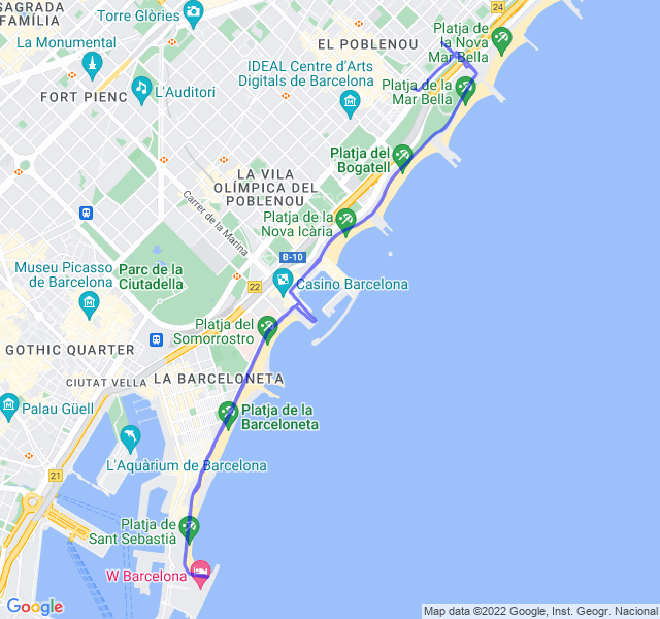 SAGRADA
FAMÍLIA
Torre Glòries
24
La Monumental
EL POBLENOU
Platja de
la Nova
Mar Bella
IDEAL Centre d'Arts
Digitals de Barcelona
Platja de la
Mar Bella
FORT PIENC
L'Auditori
Platja del
Bogatell
LA VILA
OLÍMPICA DEL
POBLENOU
Carrer de la Marina
Platja de la
Nova Icària
B-10
Museu Picasso
de Barcelona
Parc de la
Ciutadella
22
Casino Barcelona
Platja del
Somorrostro
GOTHIC QUARTER
CIUTAT VELLA
LA BARCELONETA
Palau Güell
Platja de la
Barceloneta
L'Aquàrium de Barcelona
21
Platja de
Sant Sebastià
W Barcelona
Google
Map data ©2022 Google, Inst. Geogr. Nacional